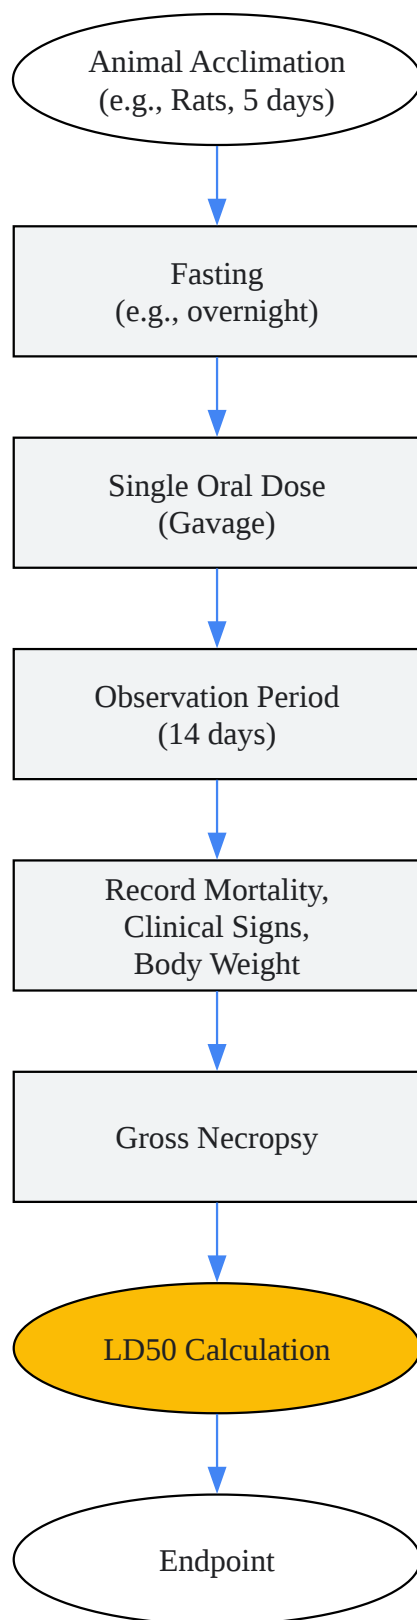 Animal Acclimation
(e.g., Rats, 5 days)
Fasting
(e.g., overnight)
Single Oral Dose
(Gavage)
Observation Period
(14 days)
Record Mortality,
Clinical Signs,
Body Weight
Gross Necropsy
LD50 Calculation
Endpoint